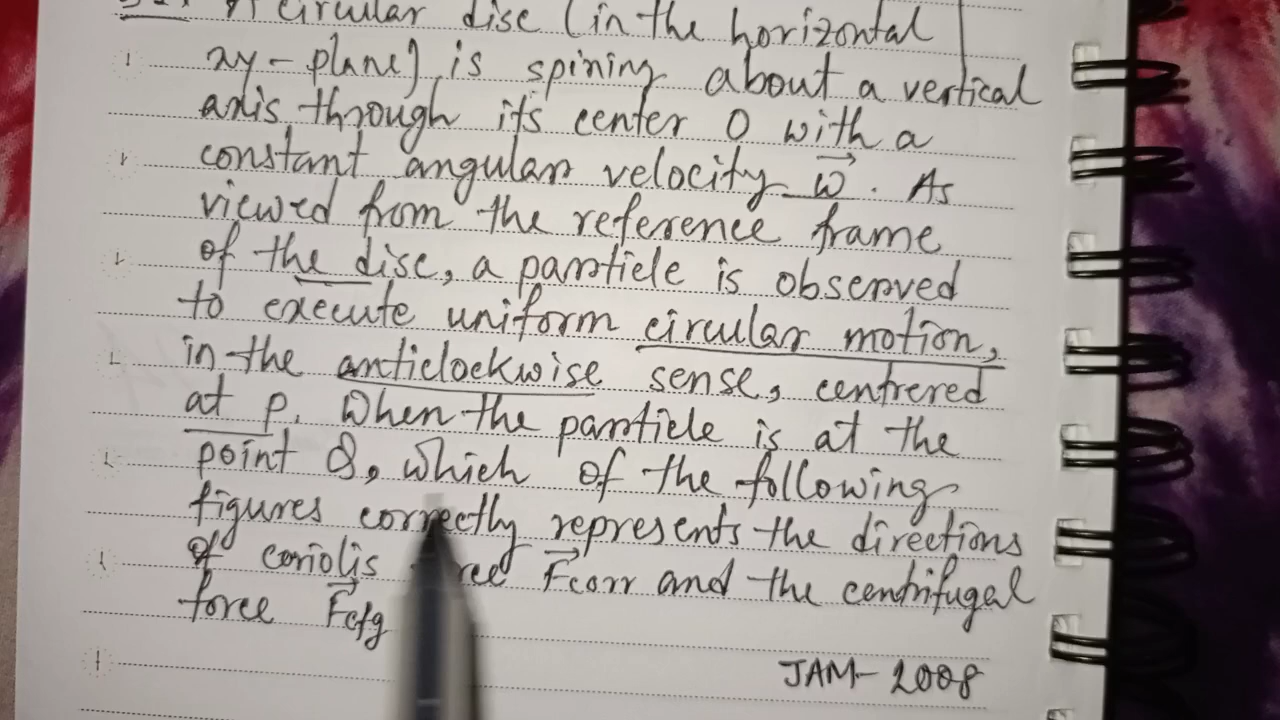 A circular disc (in the horizontal
xy-plane), is spining about a vertical
axis through its center O with a
constant angular velocity ω⃗. As
viewed from the reference frame
of the disc, a particle is observed
to execute uniform circular motion,
in the anticlockwise sense, centrered
at p. When the particle is at the
point Q, which of the following
figures correctly represents the directions
of coriolis F⃗corr and the centrifugal
force F⃗cfg
JAM- 2008